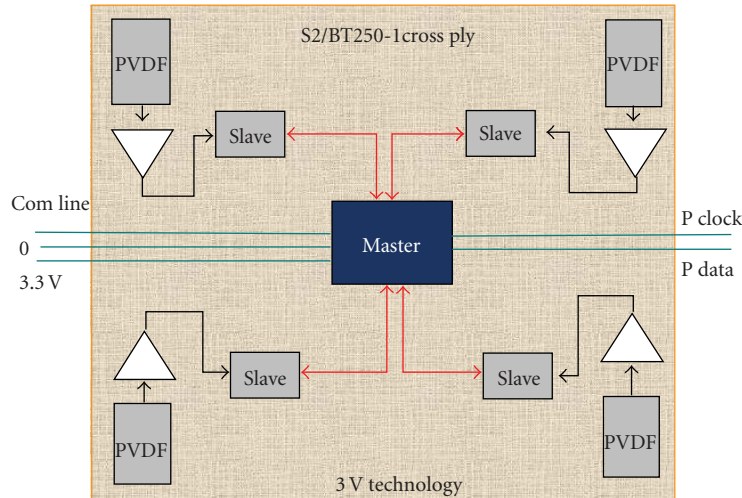 S2/BT250-1cross ply
PVDF
PVDF
Slave
Slave
Com line
0
3.3 V
Master
P clock
P data
Slave
Slave
PVDF
PVDF
3 V technology